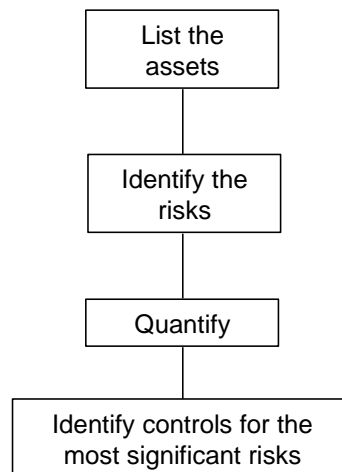 List the
assets
Identify the
risks
Quantify
Identify controls for the
most significant risks